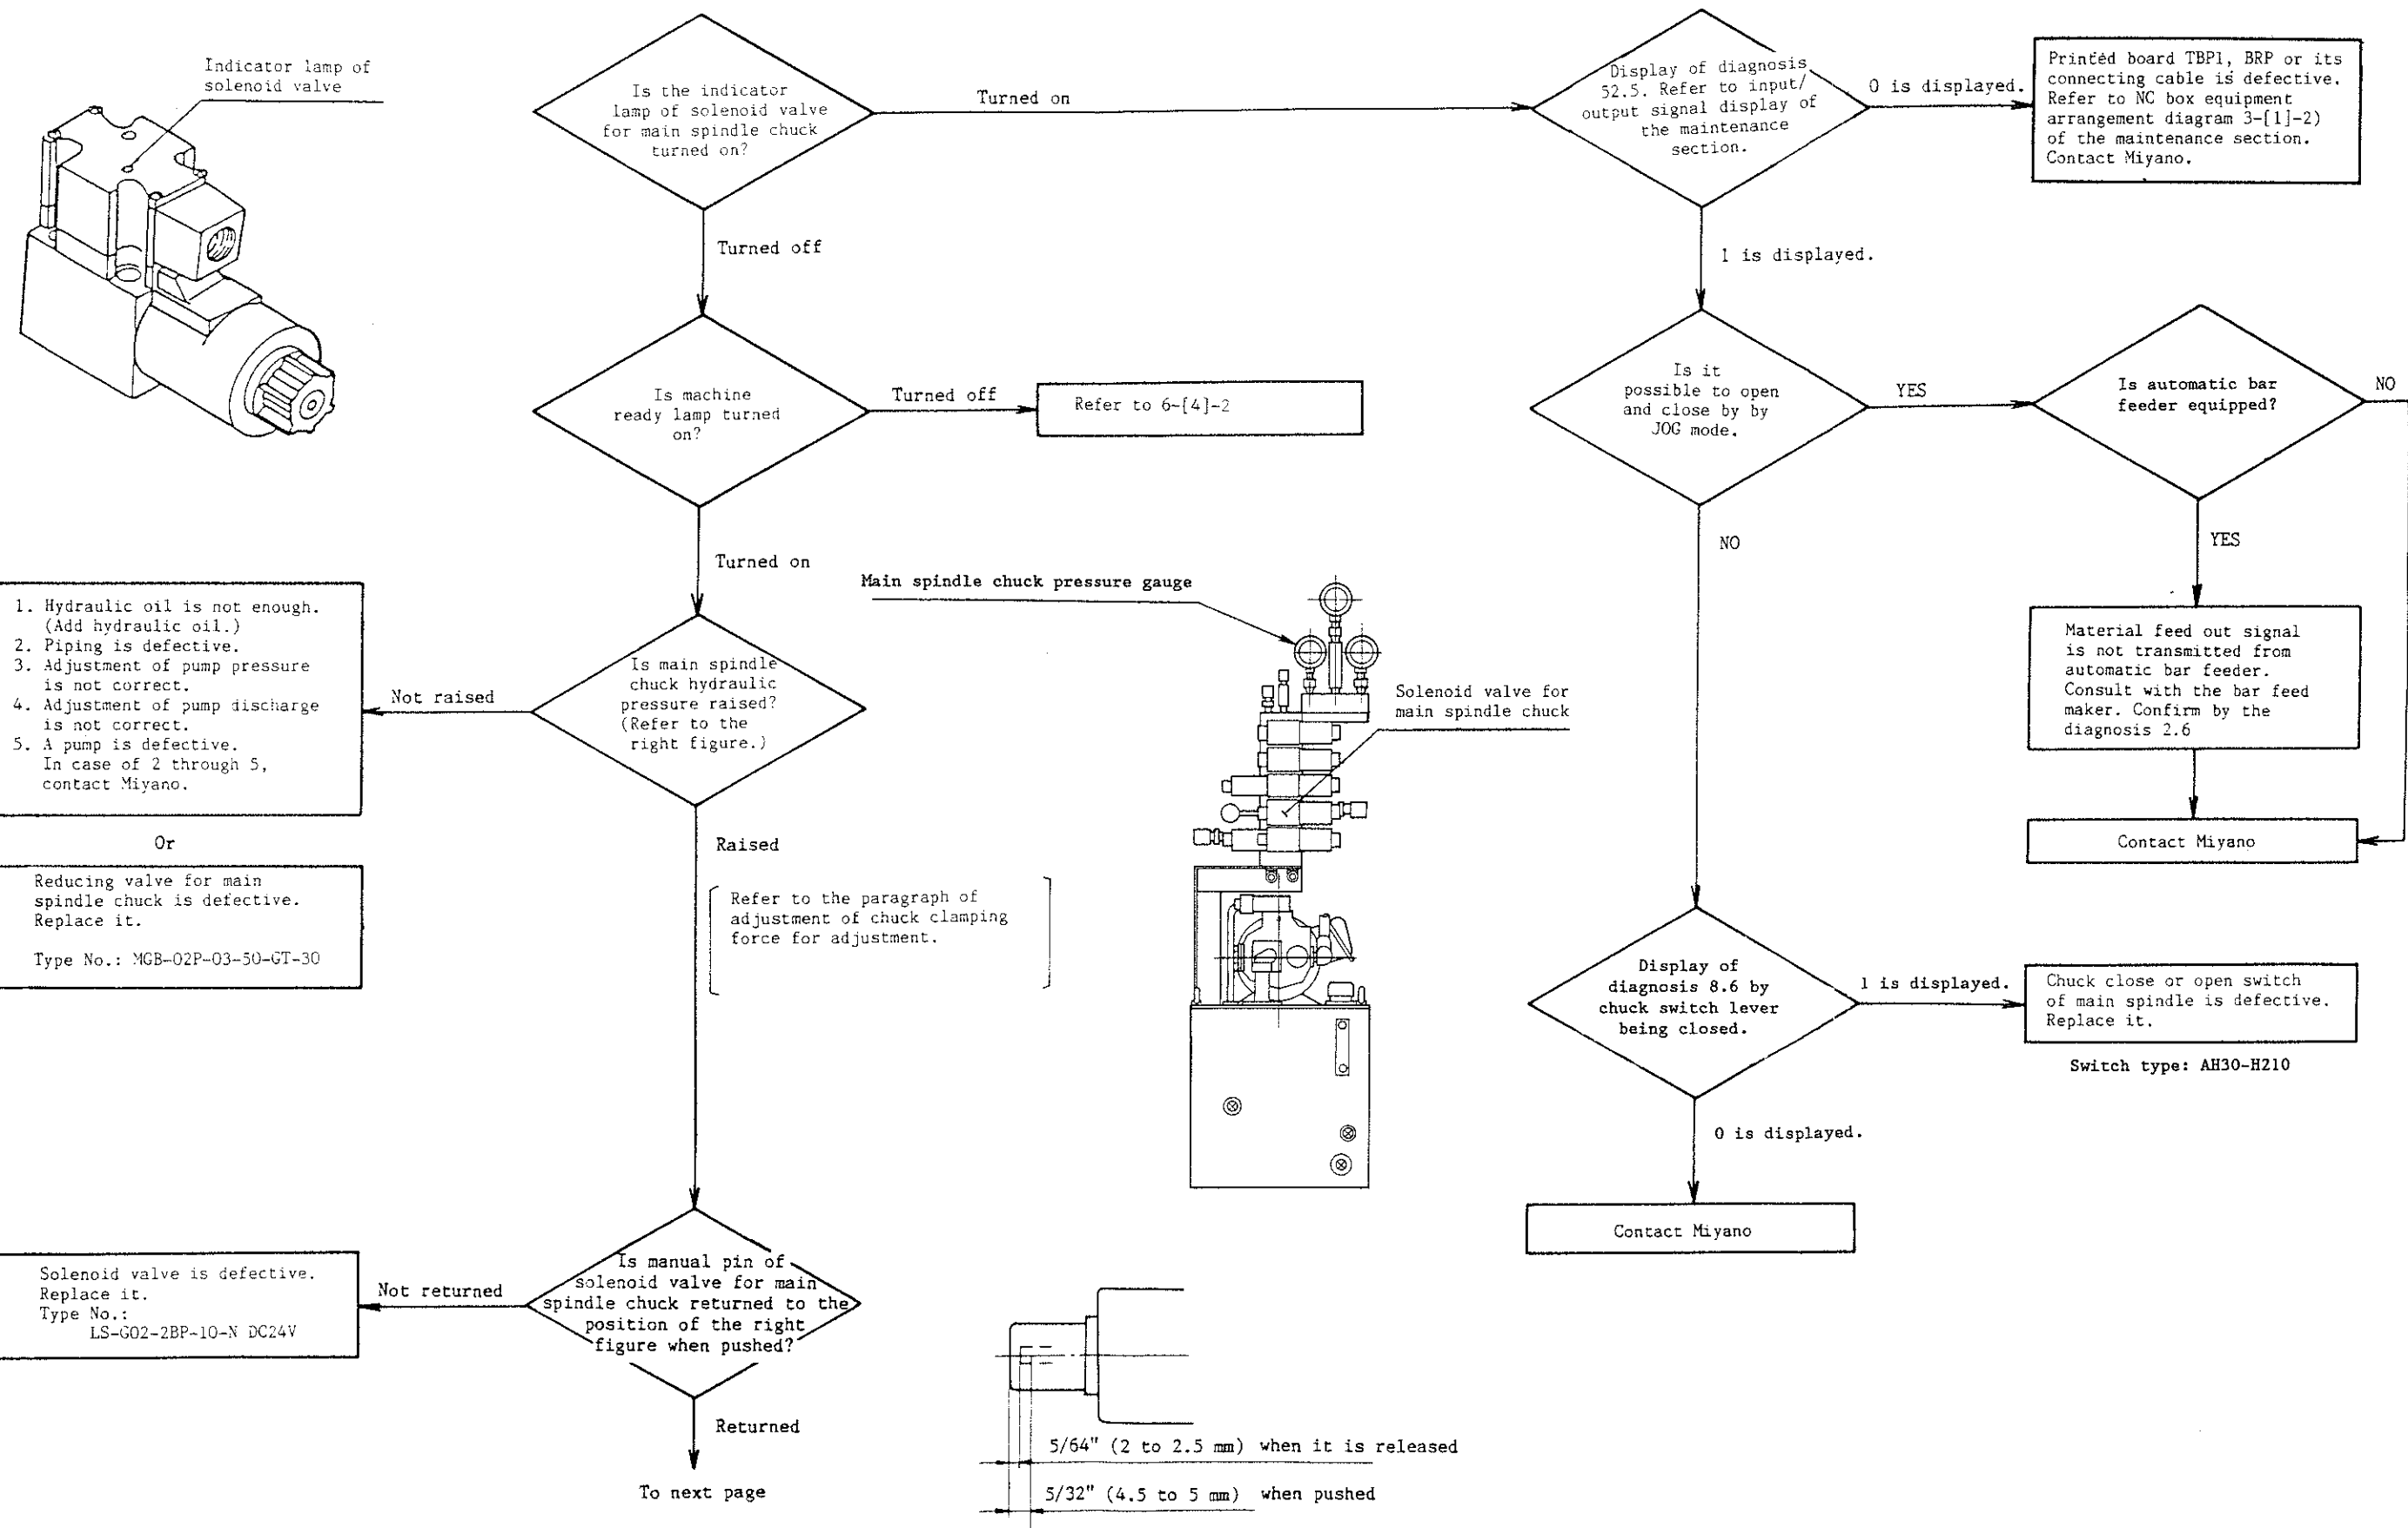 Indicator lamp of
solenoid valve
Is the indicator
lamp of solenoid valve
for main spindle chuck
turned on?
Turned on
Turned off
Display of diagnosis
52.5. Refer to input/
output signal display of
the maintenance
section.
0 is displayed.
Printed board TBP1, BRP or its
connecting cable is defective.
Refer to NC box equipment
arrangement diagram 3-[1]-2)
of the maintenance section.
Contact Miyano.
1 is displayed.
Is machine
ready lamp turned
on?
Turned off
Refer to 6-[4]-2
Turned on
Is it
possible to open
and close by by
JOG mode.
YES
Is automatic bar
feeder equipped?
NO
YES
NO
Material feed out signal
is not transmitted from
automatic bar feeder.
Consult with the bar feed
maker. Confirm by the
diagnosis 2.6
Contact Miyano
1. Hydraulic oil is not enough.
(Add hydraulic oil.)
2. Piping is defective.
3. Adjustment of pump pressure
is not correct.
4. Adjustment of pump discharge
is not correct.
5. A pump is defective.
In case of 2 through 5,
contact Miyano.
Or
Reducing valve for main
spindle chuck is defective.
Replace it.
Type No.: MGB-02P-03-50-GT-30
Not raised
Is main spindle
chuck hydraulic
pressure raised?
(Refer to the
right figure.)
Raised
Refer to the paragraph of
adjustment of chuck clamping
force for adjustment.
Main spindle chuck pressure gauge
Solenoid valve for
main spindle chuck
Display of
diagnosis 8.6 by
chuck switch lever
being closed.
1 is displayed.
Chuck close or open switch
of main spindle is defective.
Replace it.
Switch type: AH30-H210
0 is displayed.
Contact Miyano
Solenoid valve is defective.
Replace it.
Type No.:
LS-G02-2BP-10-N DC24V
Not returned
Is manual pin of
solenoid valve for main
spindle chuck returned to the
position of the right
figure when pushed?
Returned
To next page
5/64" (2 to 2.5 mm) when it is released
5/32" (4.5 to 5 mm) when pushed